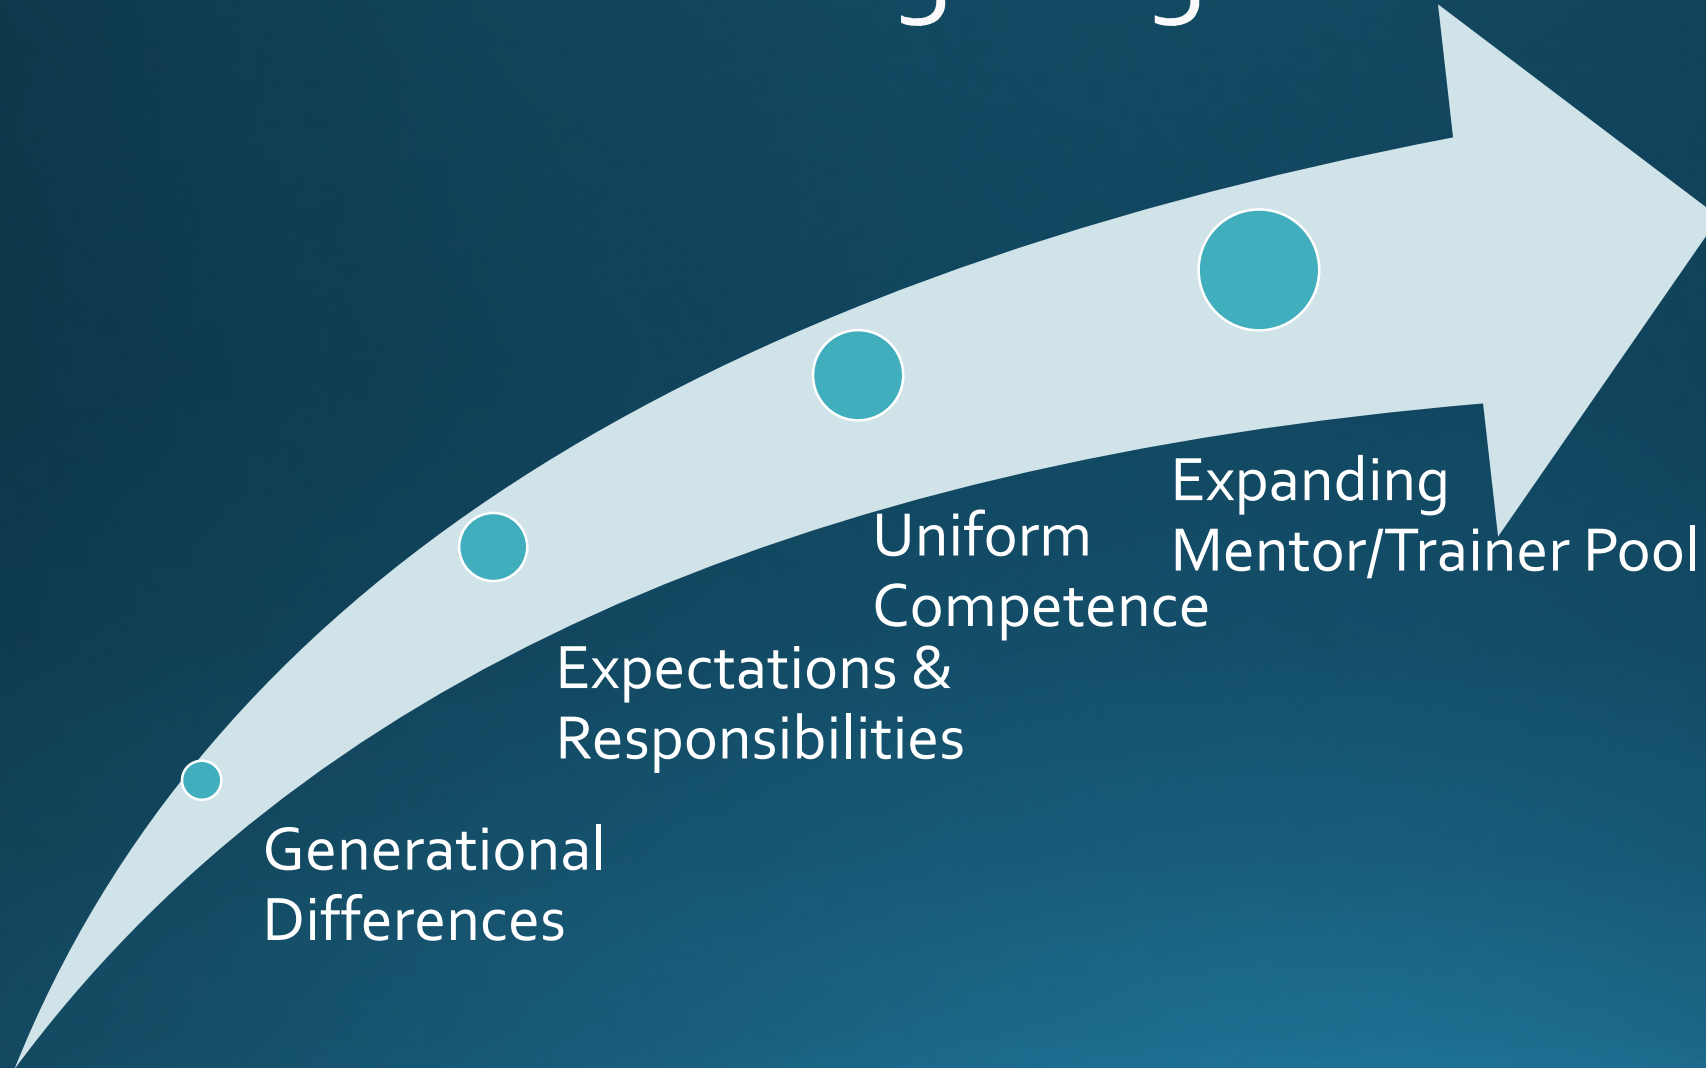 Generational
Differences
Expectations &
Responsibilities
Uniform
Competence
Expanding
Mentor/Trainer Pool